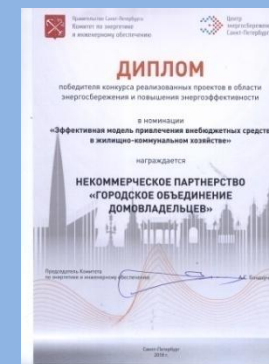 Правительство Санкт-Петербурга
Комитет по энергетике
и инженерному обеспечению
Центр
энергосбережения
Санкт-Петербурга
ДИПЛОМ
победителя конкурса реализованных проектов в области
энергосбережения и повышения энергоэффективности
в номинации
«Эффективная модель привлечения внебюджетных средств
в жилищно-коммунальном хозяйстве»
награждается
НЕКОММЕРЧЕСКОЕ ПАРТНЕРСТВО
«ГОРОДСКОЕ ОБЪЕДИНЕНИЕ
ДОМОВЛАДЕЛЬЦЕВ»
Председатель Комитета
по энергетике и инженерному обеспечению
Санкт-Петербург